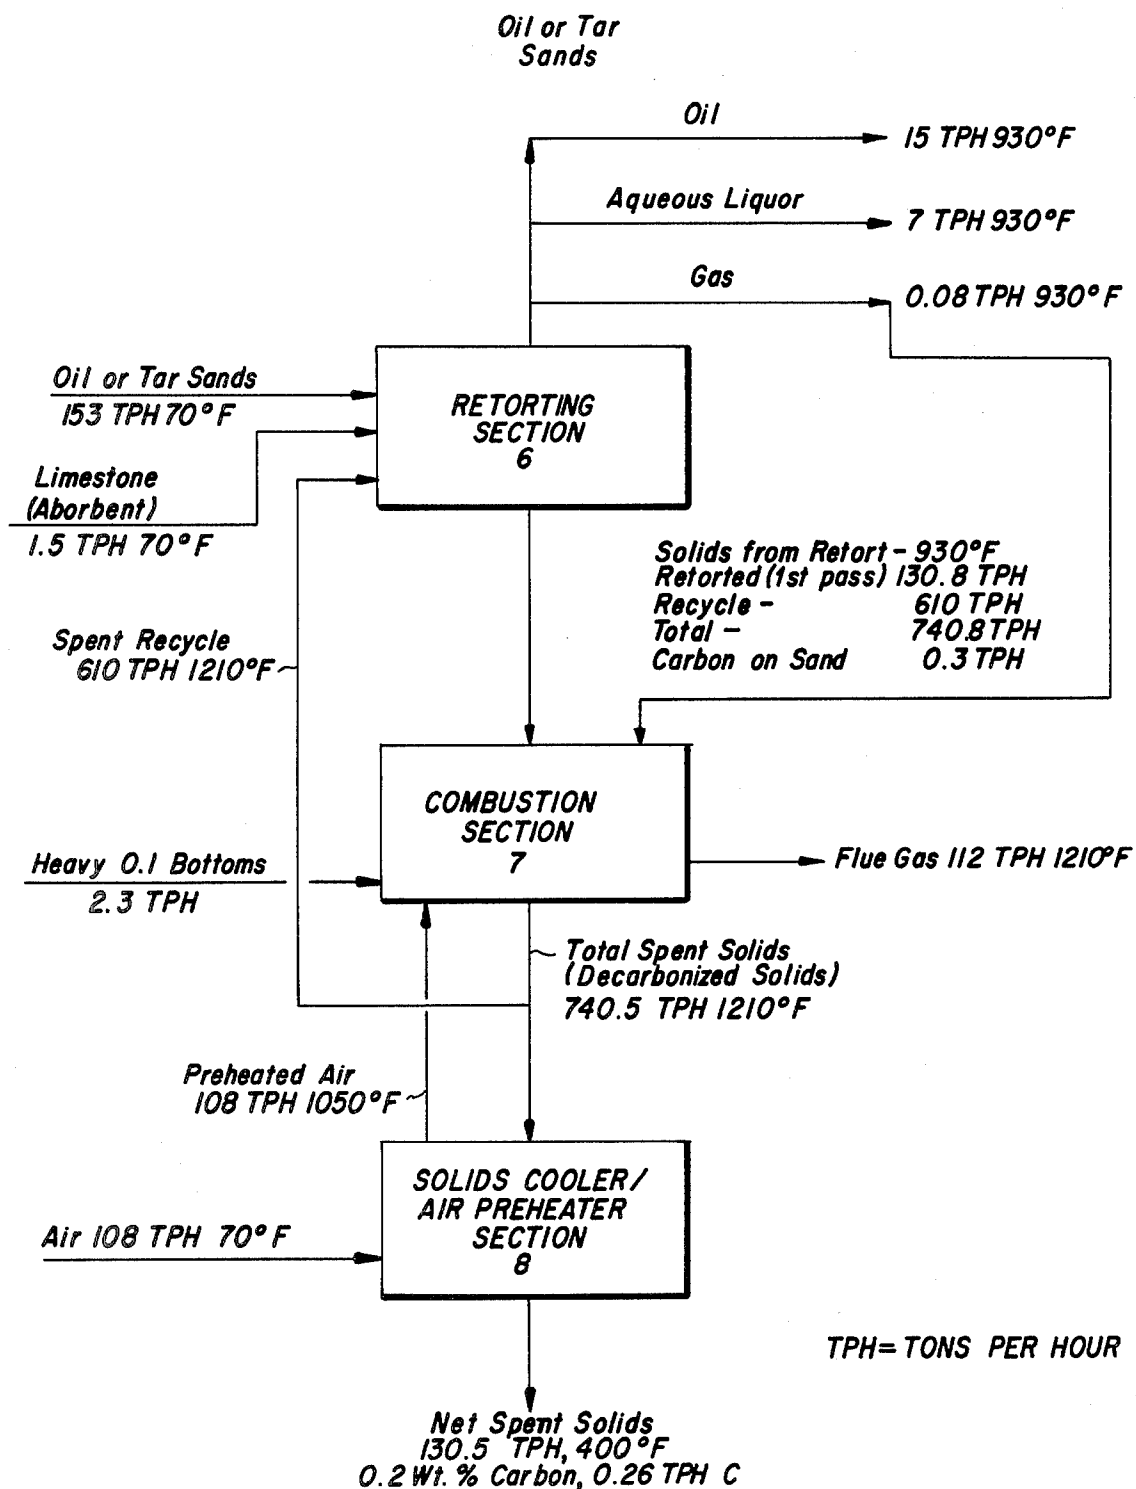 Oil or Tar
Sands
Oil
15 TPH 930°F
Aqueous Liquor
7 TPH 930°F
Gas
0.08 TPH 930°F
Oil or Tar Sands
153 TPH 70°F
RETORTING
SECTION
6
Limestone
(Aborbent)
1.5 TPH 70°F
Solids from Retort - 930°F
Retorted (1st pass) 130.8 TPH
Recycle - 610 TPH
Total - 740.8 TPH
Carbon on Sand 0.3 TPH
Spent Recycle
610 TPH 1210°F
COMBUSTION
SECTION
7
Heavy 0.1 Bottoms
2.3 TPH
Flue Gas 112 TPH 1210°F
Total Spent Solids
(Decarbonized Solids)
740.5 TPH 1210°F
Preheated Air
108 TPH 1050°F
SOLIDS COOLER/
AIR PREHEATER
SECTION
8
Air 108 TPH 70°F
TPH= TONS PER HOUR
Net Spent Solids
130.5 TPH, 400°F
0.2 Wt. % Carbon, 0.26 TPH C